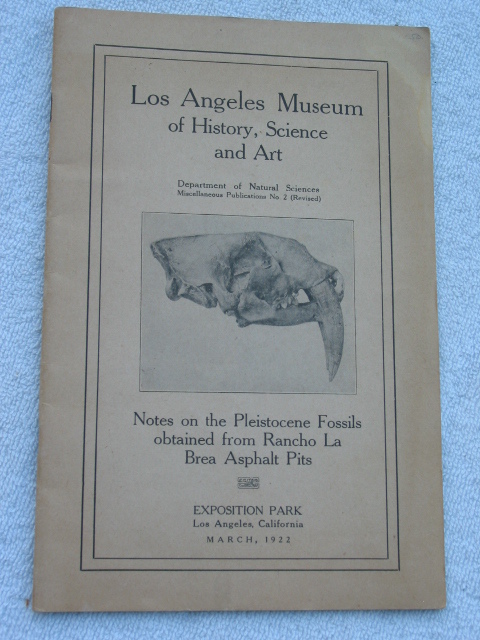 Los Angeles Museum
of History, Science
and Art
Department of Natural Sciences
Miscellaneous Publications No 2 (Revised)
Notes on the Pleistocene Fossils
obtained from Rancho La
Brea Asphalt Pits
EXPOSITION PARK
Los Angeles, California
MARCH, 1922